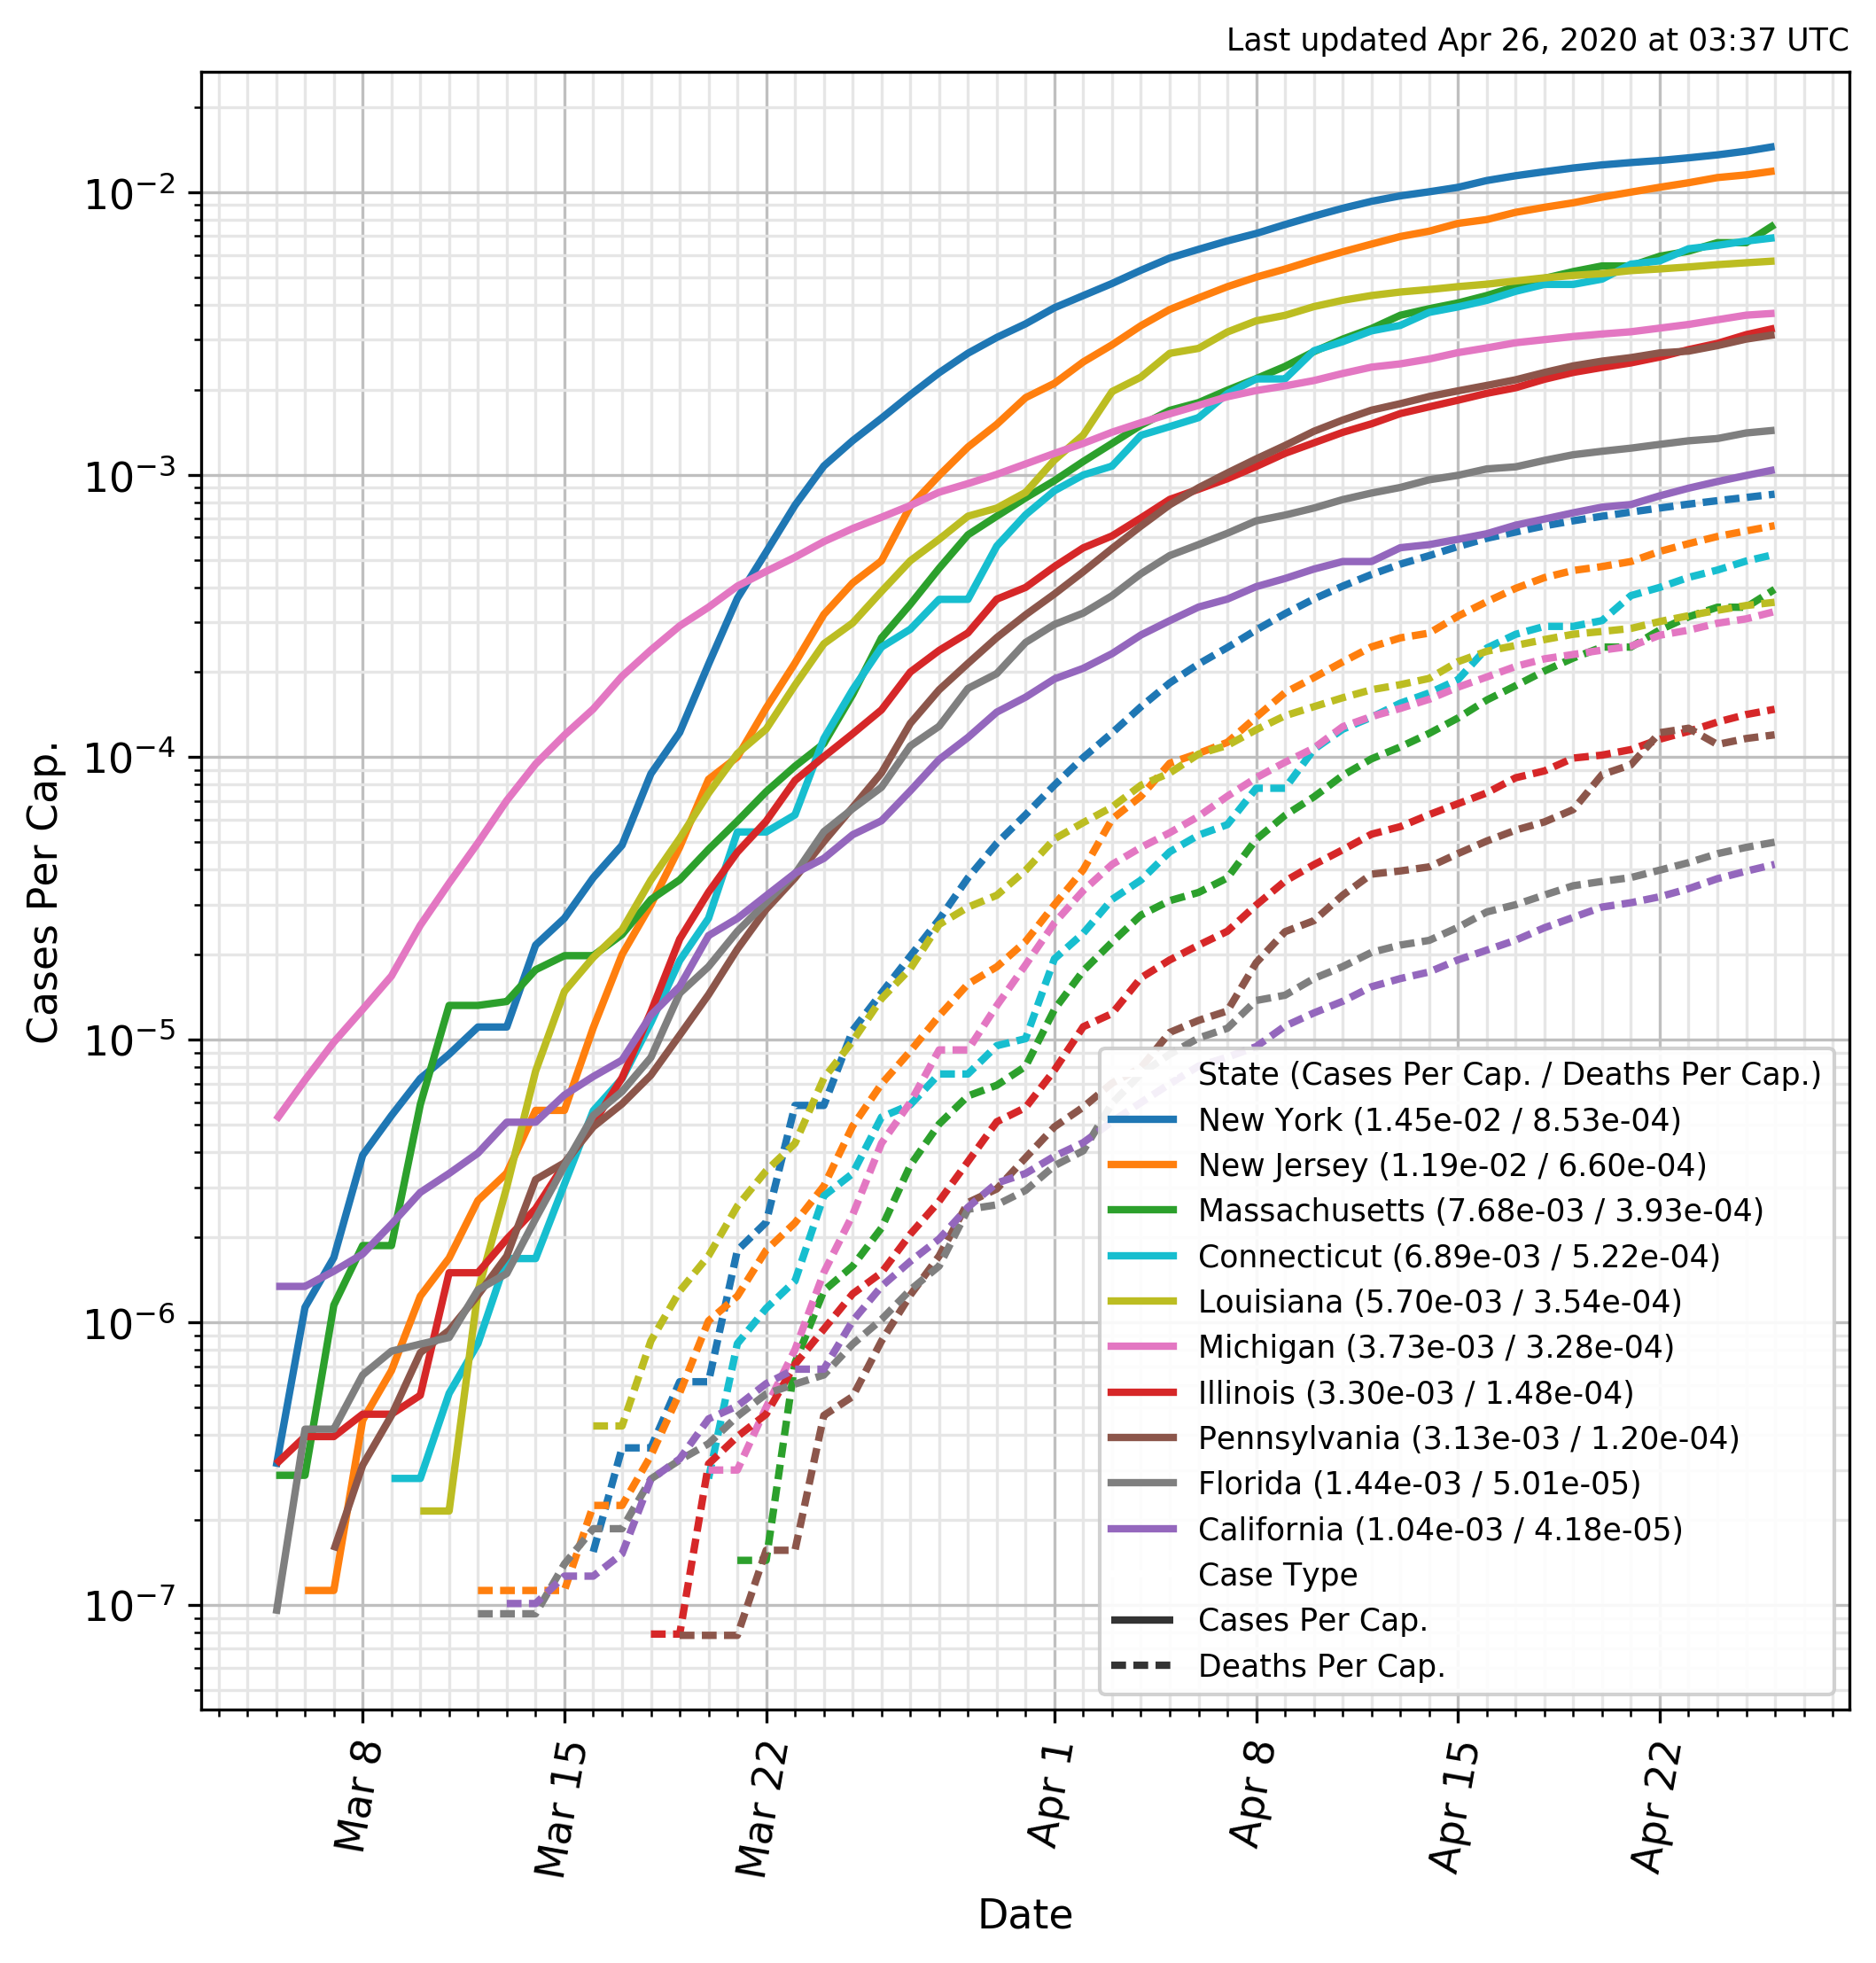 Last updated Apr 26, 2020 at 03:37 UTC
10⁻²
10⁻³
10⁻⁴
10⁻⁵
10⁻⁶
10⁻⁷
Cases Per Cap.
State (Cases Per Cap. / Deaths Per Cap.)
New York (1.45e-02 / 8.53e-04)
New Jersey (1.19e-02 / 6.60e-04)
Massachusetts (7.68e-03 / 3.93e-04)
Connecticut (6.89e-03 / 5.22e-04)
Louisiana (5.70e-03 / 3.54e-04)
Michigan (3.73e-03 / 3.28e-04)
Illinois (3.30e-03 / 1.48e-04)
Pennsylvania (3.13e-03 / 1.20e-04)
Florida (1.44e-03 / 5.01e-05)
California (1.04e-03 / 4.18e-05)
Case Type
Cases Per Cap.
Deaths Per Cap.
Mar 8
Mar 15
Mar 22
Apr 1
Apr 8
Apr 15
Apr 22
Date